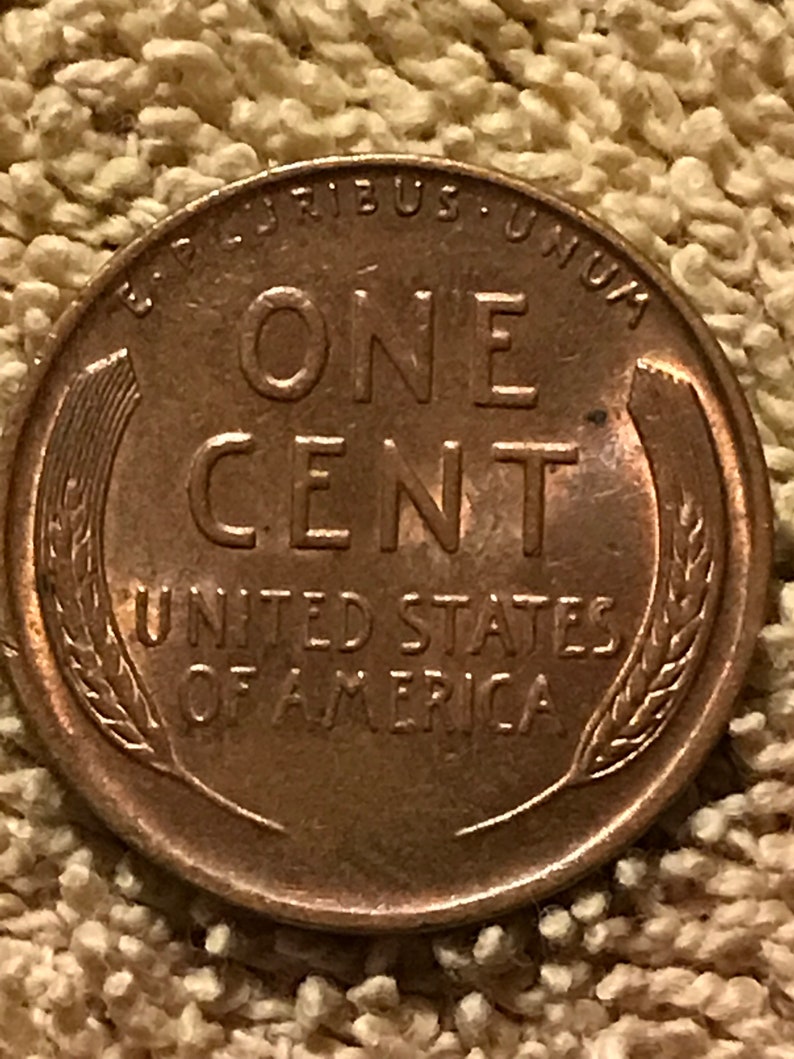 E · PLURIBUS · UNUM
ONE
CENT
UNITED STATES
OF AMERICA